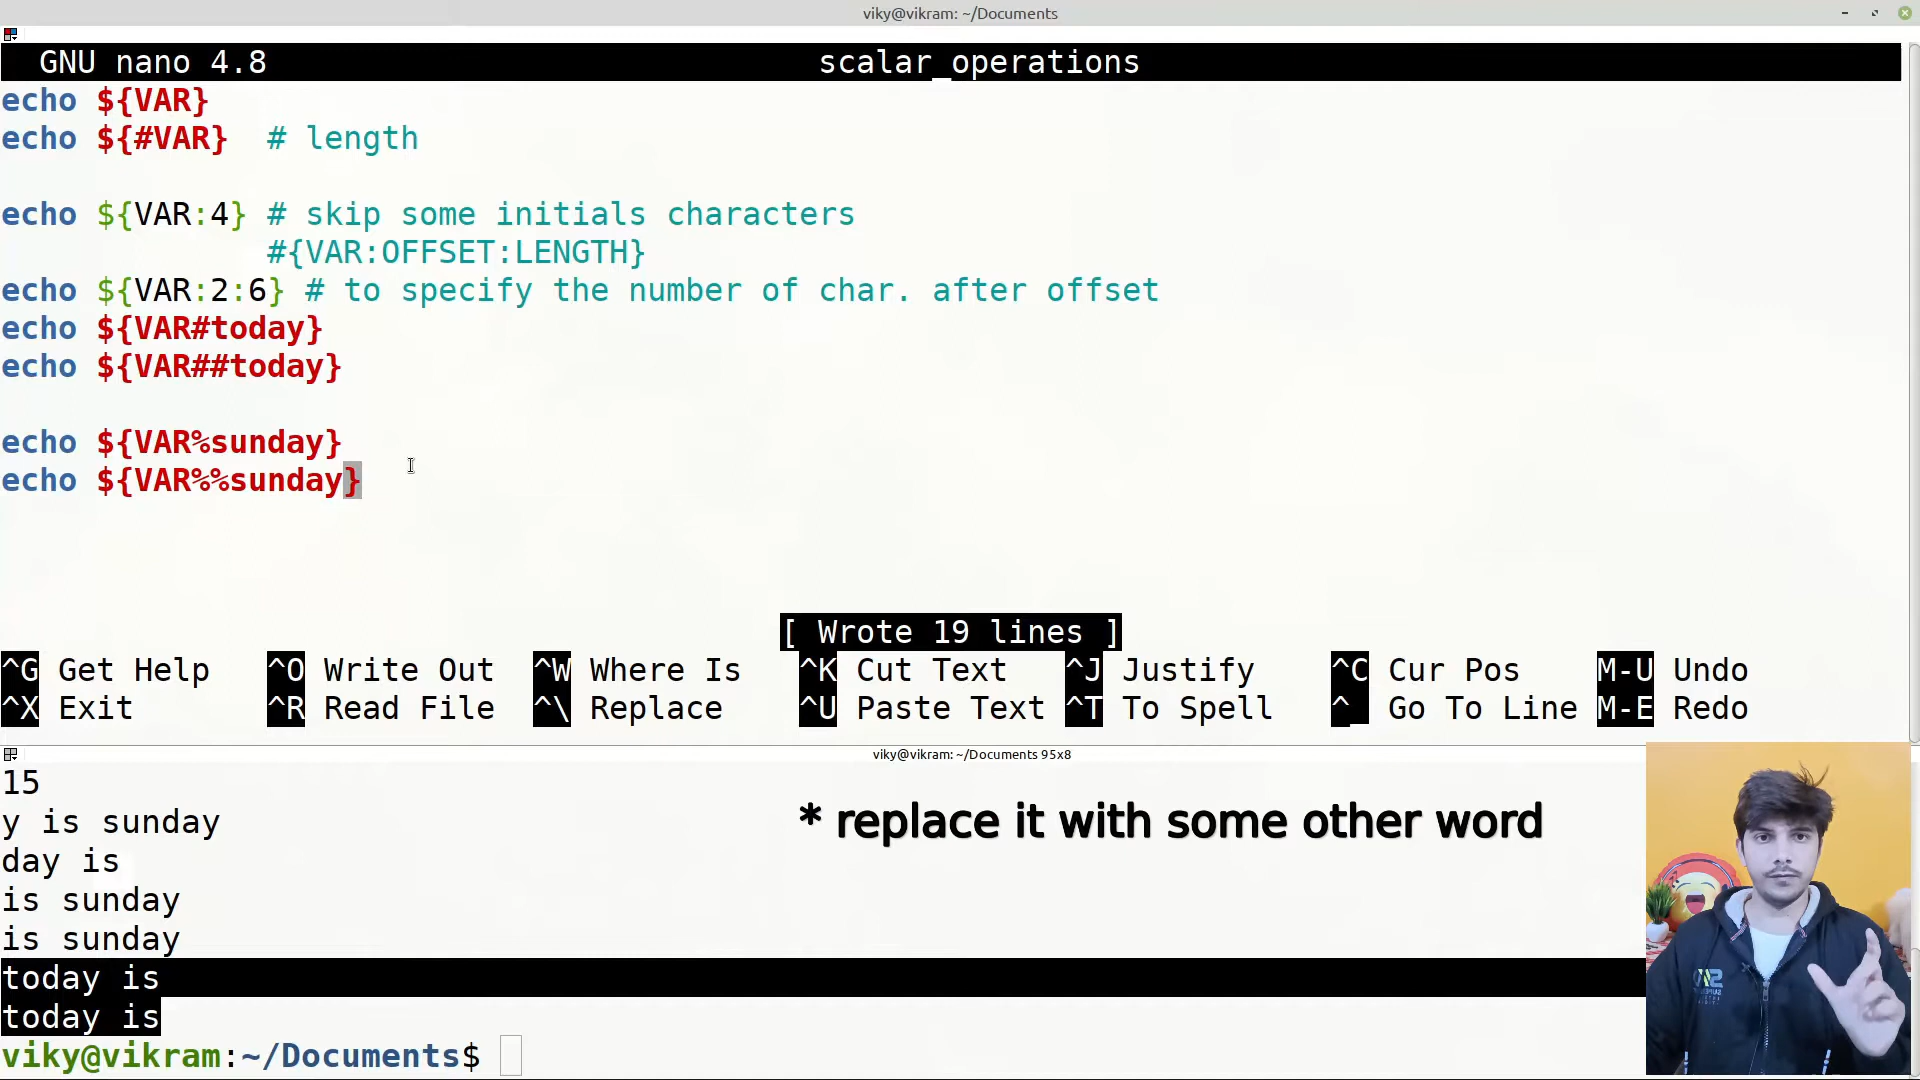 viky@vikram: ~/Documents
GNU nano 4.8 scalar_operations
echo ${VAR}
echo ${#VAR} # length
echo ${VAR:4} # skip some initials characters
#{VAR:OFFSET:LENGTH}
echo ${VAR:2:6} # to specify the number of char. after offset
echo ${VAR#today}
echo ${VAR##today}
echo ${VAR%sunday}
echo ${VAR%%sunday}
[ Wrote 19 lines ]
^G Get Help ^O Write Out ^W Where Is ^K Cut Text ^J Justify ^C Cur Pos M-U Undo
^X Exit ^R Read File ^\ Replace ^U Paste Text ^T To Spell ^_ Go To Line M-E Redo
viky@vikram: ~/Documents 95x8
15
y is sunday
day is
is sunday
is sunday
today is
today is
viky@vikram:~/Documents$
* replace it with some other word